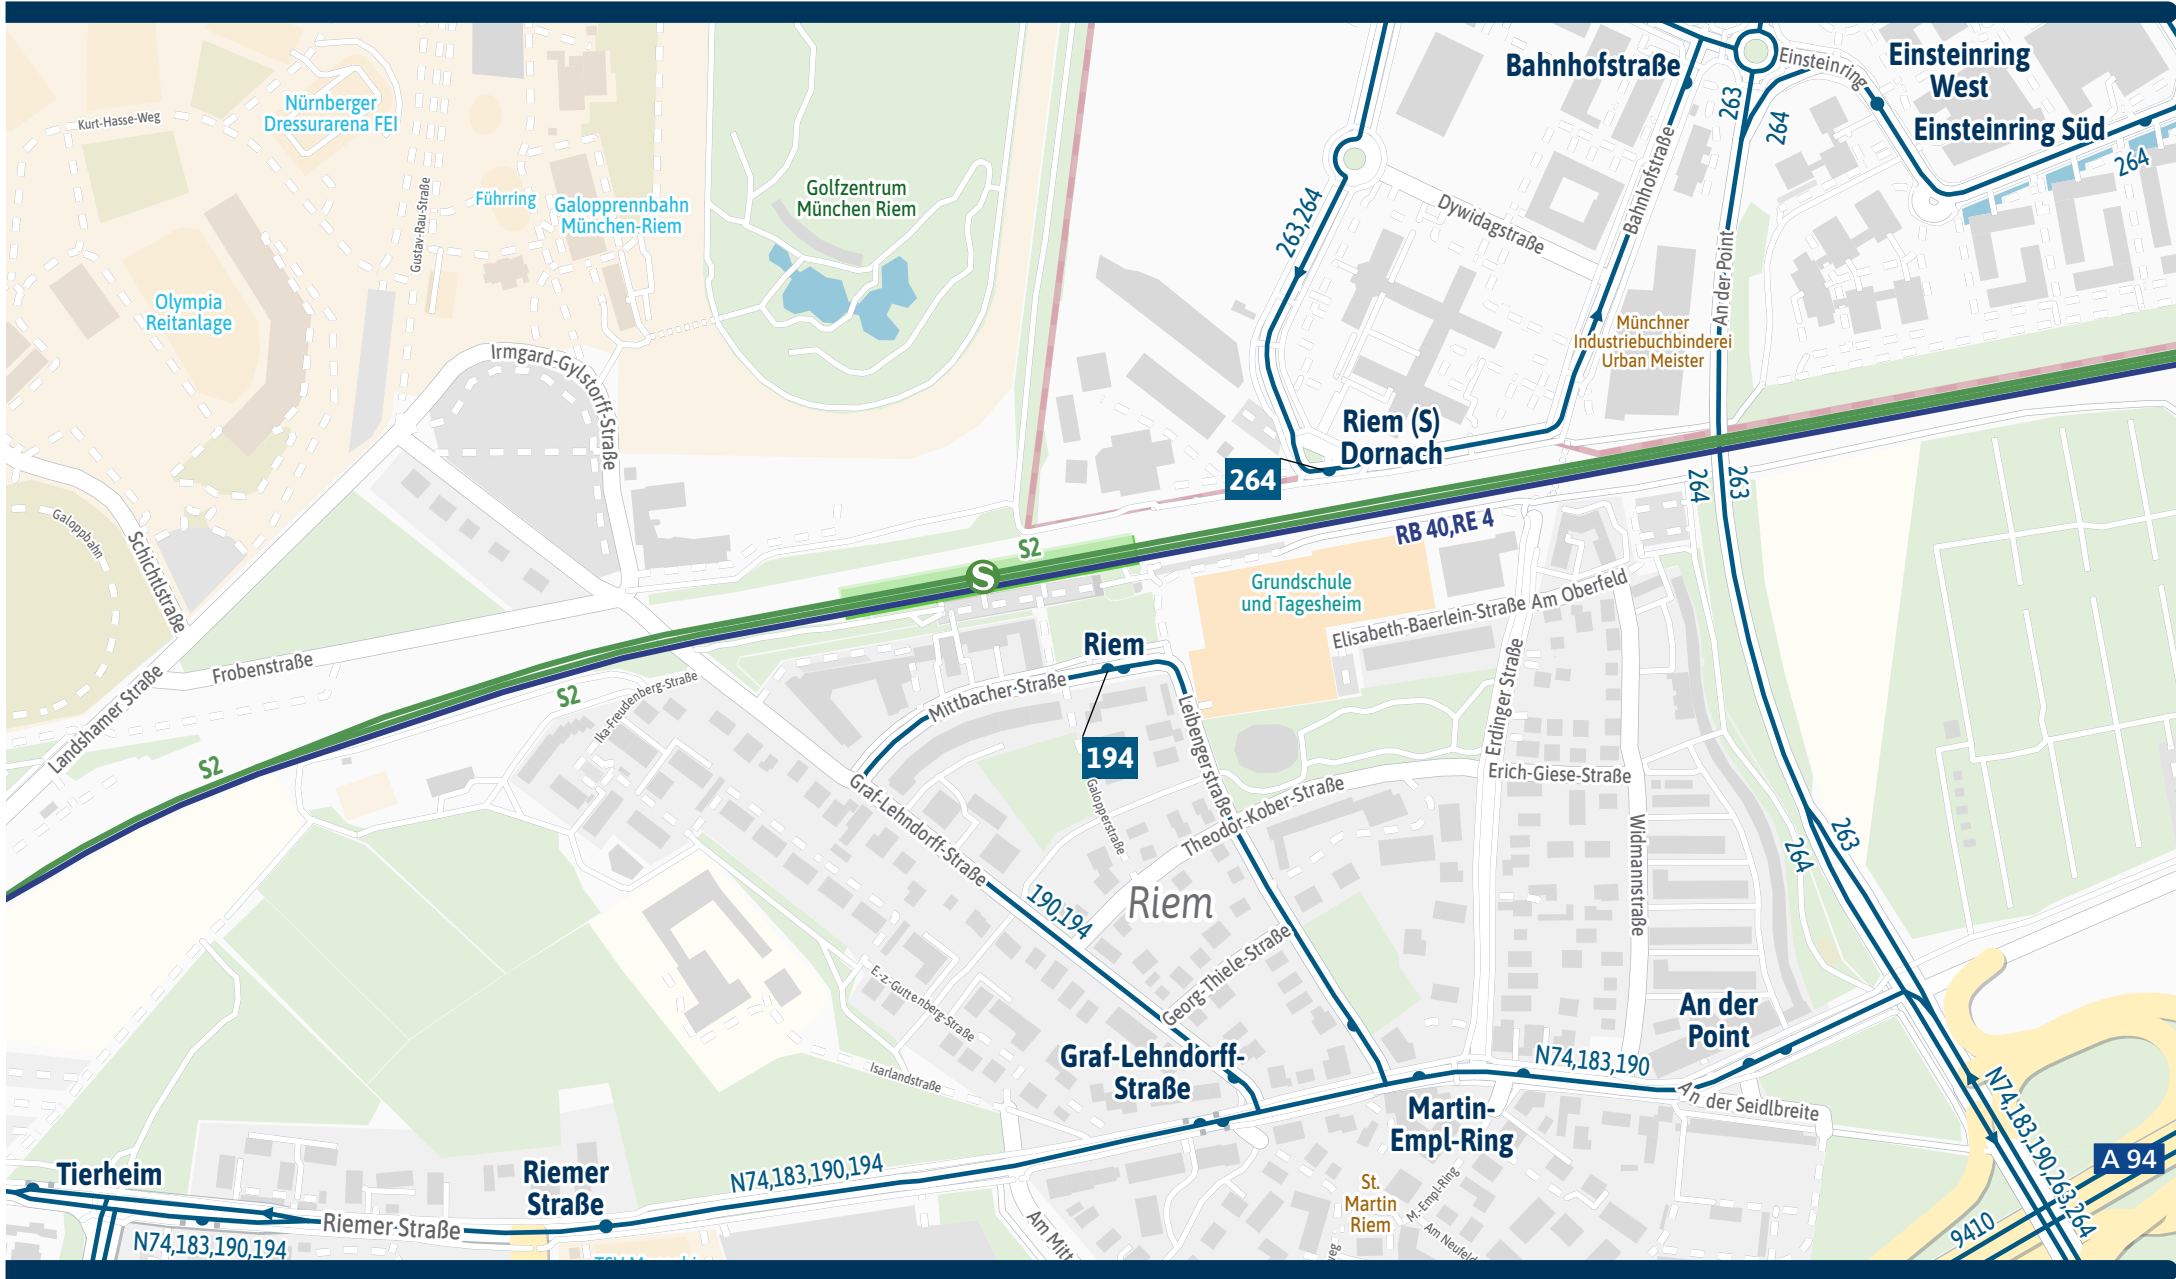 Bahnhofstraße
Einsteinring
Einsteinring
West
Einsteinring Süd
263
264
264
Nürnberger
Dressurarena FEI
Kurt-Hasse-Weg
Gustav-Rau-Straße
Führring
Galopprennbahn
München-Riem
Golfzentrum
München Riem
Olympia
Reitanlage
263,264
Dywidagstraße
Bahnhofstraße
An-der-Point
Münchner
Industriebuchbinderei
Urban Meister
Irmgard-Gylstorff-Straße
Riem (S)
Dornach
264
264
263
Galoppbahn
Schichtlstraße
S2
S
RB 40,RE 4
Grundschule
und Tagesheim
Elisabeth-Baerlein-Straße
Am Oberfeld
Riem
Frobenstraße
Landshamer Straße
S2
S2
Ika-Freudenberg-Straße
Mittbacher-Straße
Leibengerstraße
Erdinger Straße
194
Galopperstraße
Erich-Giese-Straße
Graf-Lehndorff-Straße
Theodor-Kober-Straße
Widmannstraße
263
264
190,194
Riem
Georg-Thiele-Straße
E.-z-Guttenberg-Straße
Isarlandstraße
An der
Point
Graf-Lehndorff-
Straße
N74,183,190
An der Seidlbreite
Martin-
Empl-Ring
N74,183,190,263,264
A 94
9410
Tierheim
Riemer
Straße
N74,183,190,194
Riemer-Straße
N74,183,190,194
St.
Martin
Riem
M.-Empl-Ring
Am Neufeld
Am Mitt